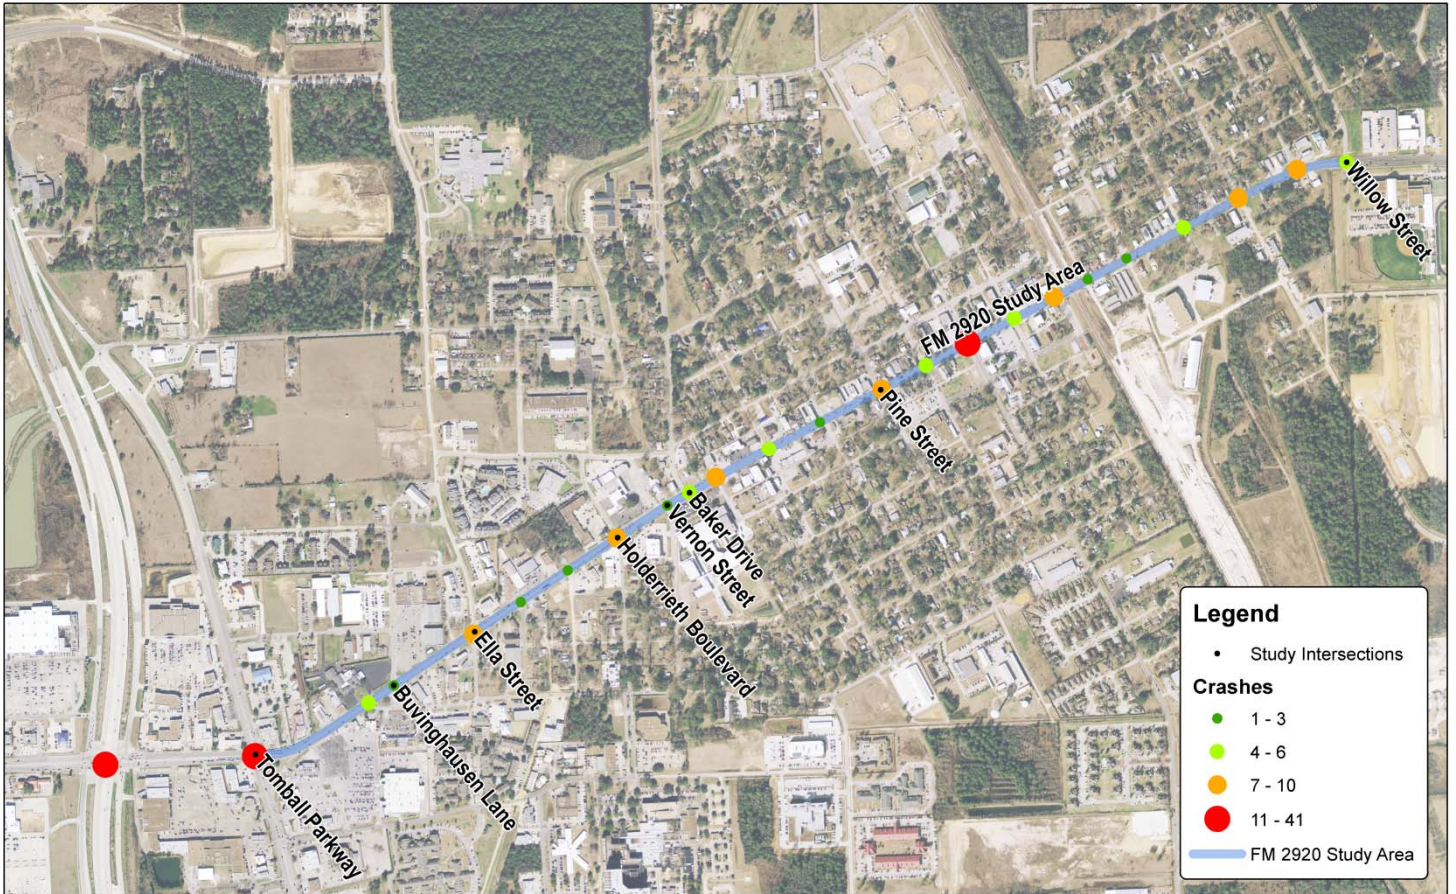 Willow Street
FM 2920 Study Area
Pine Street
Baker Drive
Vernon Street
Holderrieth Boulevard
Ella Street
Buvinghausen Lane
Tomball Parkway
Legend
Study Intersections
Crashes
1 - 3
4 - 6
7 - 10
11 - 41
FM 2920 Study Area